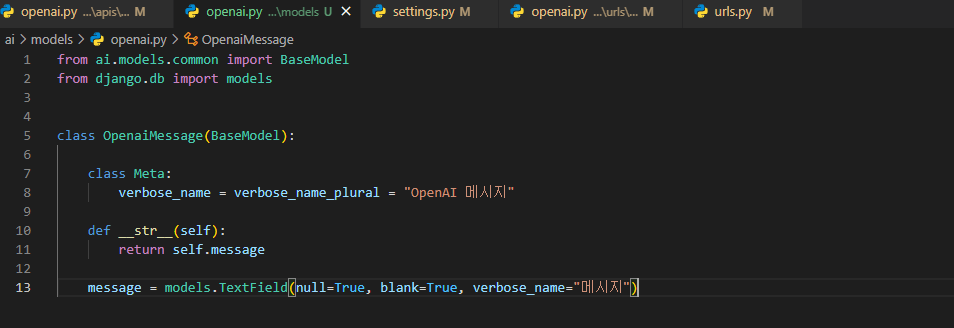 openai.py ...\apis\... M openai.py ...\models U settings.py M openai.py ...\urls\... M urls.py M
ai > models > openai.py > OpenaiMessage
1 from ai.models.common import BaseModel
2 from django.db import models
3
4
5 class OpenaiMessage(BaseModel):
6
7 class Meta:
8 verbose_name = verbose_name_plural = "OpenAI 메시지"
9
10 def __str__(self):
11 return self.message
12
13 message = models.TextField(null=True, blank=True, verbose_name="메시지")